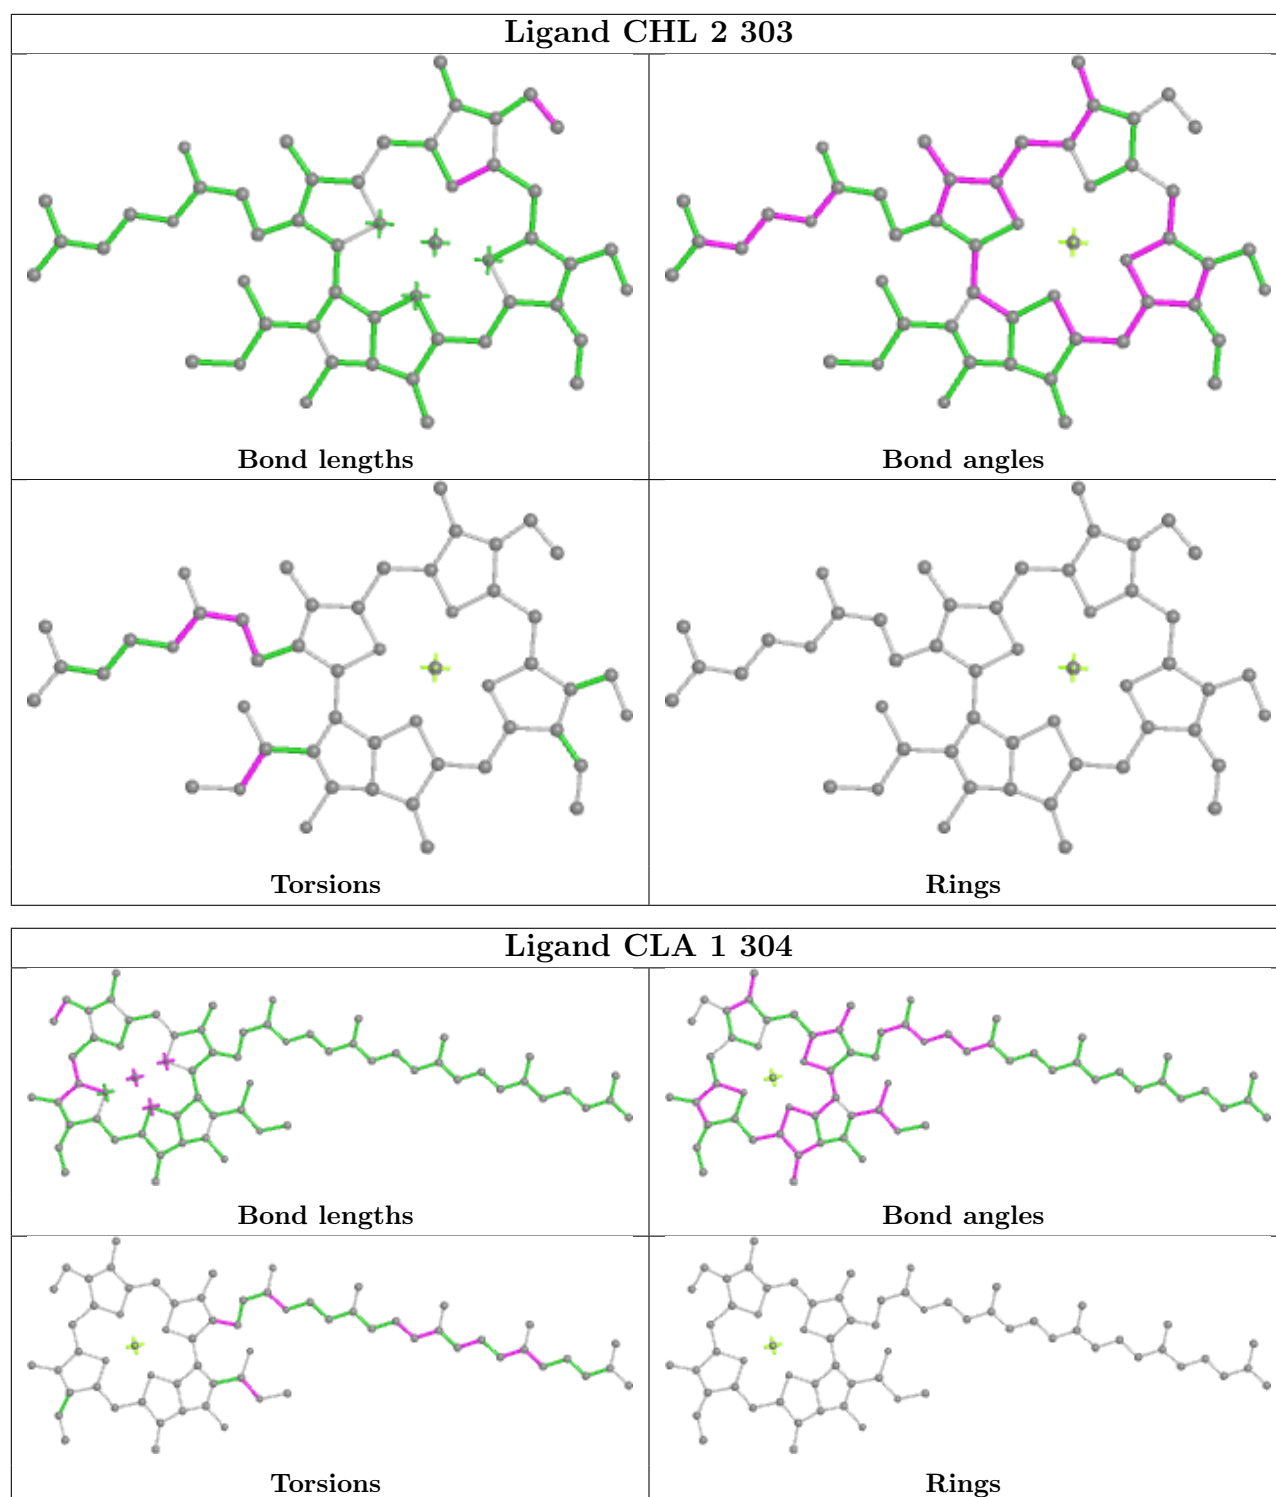 Ligand CHL 2 303
Bond lengths
Bond angles
Torsions
Rings
Ligand CLA 1 304
Bond lengths
Bond angles
Torsions
Rings